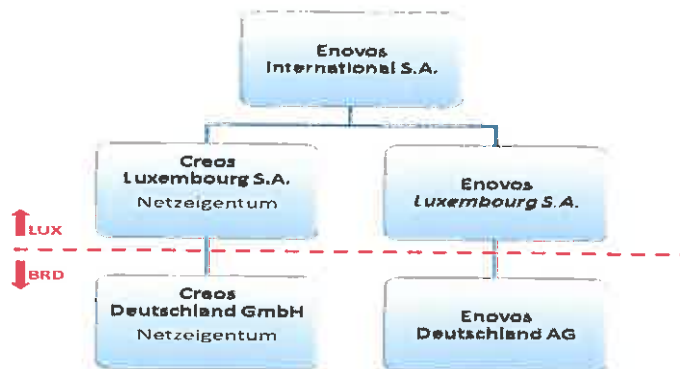 Enovos
International S.A.
Creos
Luxembourg S.A.
Netzeigentum
Enovos
Luxembourg S.A.
LUX
BRD
Creos
Deutschland GmbH
Netzeigentum
Enovos
Deutschland AG